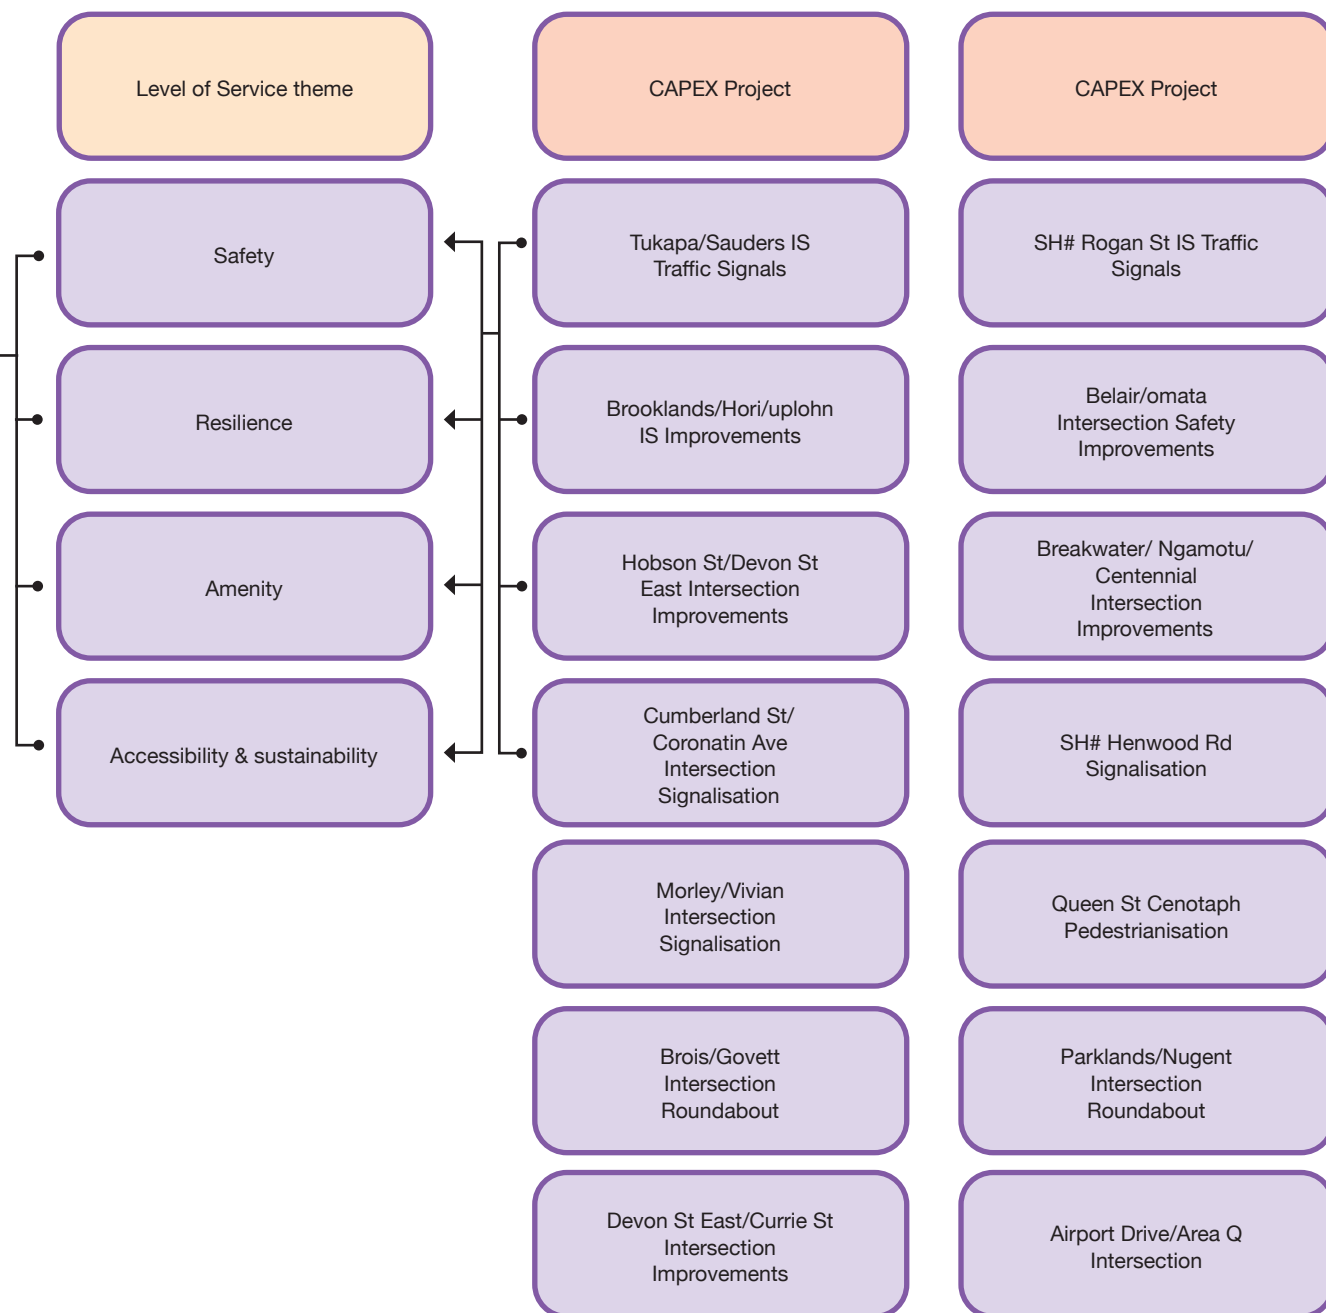 Level of Service theme
CAPEX Project
CAPEX Project
Safety
Tukapa/Sauders IS
Traffic Signals
SH# Rogan St IS Traffic
Signals
Resilience
Brooklands/Hori/uplohn
IS Improvements
Belair/omata
Intersection Safety
Improvements
Amenity
Hobson St/Devon St
East Intersection
Improvements
Breakwater/ Ngamotu/
Centennial
Intersection
Improvements
Accessibility & sustainability
Cumberland St/
Coronatin Ave
Intersection
Signalisation
SH# Henwood Rd
Signalisation
Morley/Vivian
Intersection
Signalisation
Queen St Cenotaph
Pedestrianisation
Brois/Govett
Intersection
Roundabout
Parklands/Nugent
Intersection
Roundabout
Devon St East/Currie St
Intersection
Improvements
Airport Drive/Area Q
Intersection